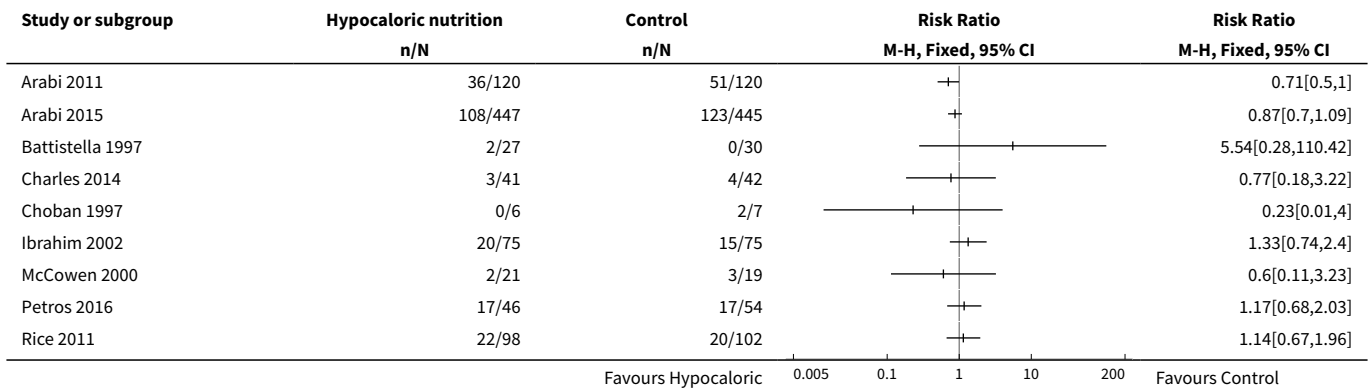 Study or subgroup Hypocaloric nutrition Control Risk Ratio Risk Ratio
n/N n/N M-H, Fixed, 95% CI M-H, Fixed, 95% CI
Arabi 2011 36/120 51/120 0.71[0.5,1]
Arabi 2015 108/447 123/445 0.87[0.7,1.09]
Battistella 1997 2/27 0/30 5.54[0.28,110.42]
Charles 2014 3/41 4/42 0.77[0.18,3.22]
Choban 1997 0/6 2/7 0.23[0.01,4]
Ibrahim 2002 20/75 15/75 1.33[0.74,2.4]
McCowen 2000 2/21 3/19 0.6[0.11,3.23]
Petros 2016 17/46 17/54 1.17[0.68,2.03]
Rice 2011 22/98 20/102 1.14[0.67,1.96]
Favours Hypocaloric 0.005 0.1 1 10 200 Favours Control